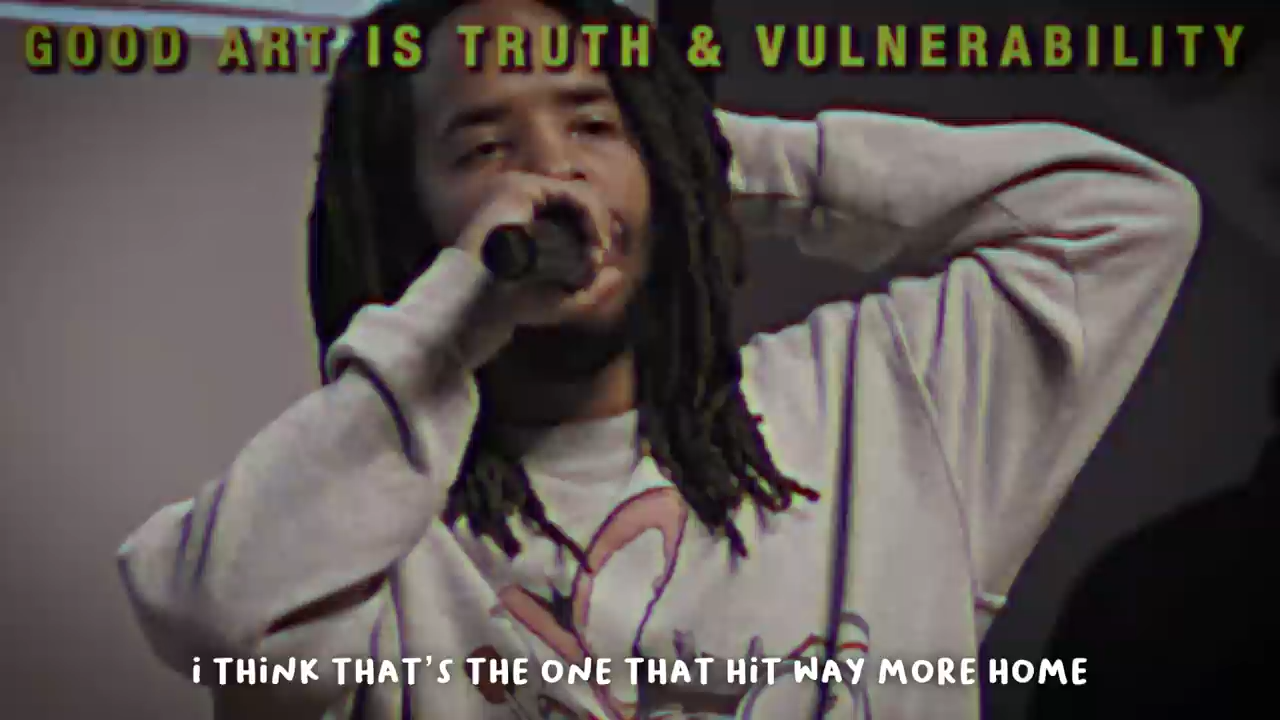 GOOD ART IS TRUTH & VULNERABILITY
i THiNK THAT'S THE ONE THAT HiT WAY MORE HOME